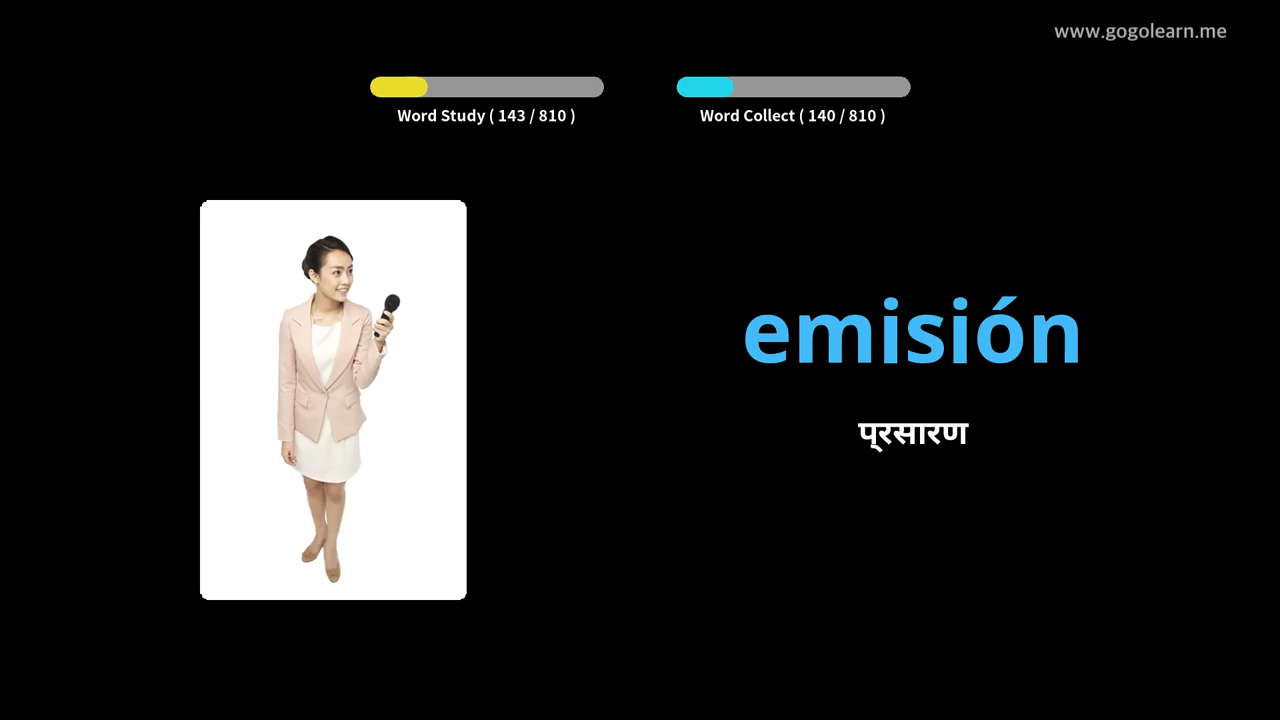 www.gogolearn.me
Word Study ( 143 / 810 )
Word Collect ( 140 / 810 )
emisión
प्रसारण